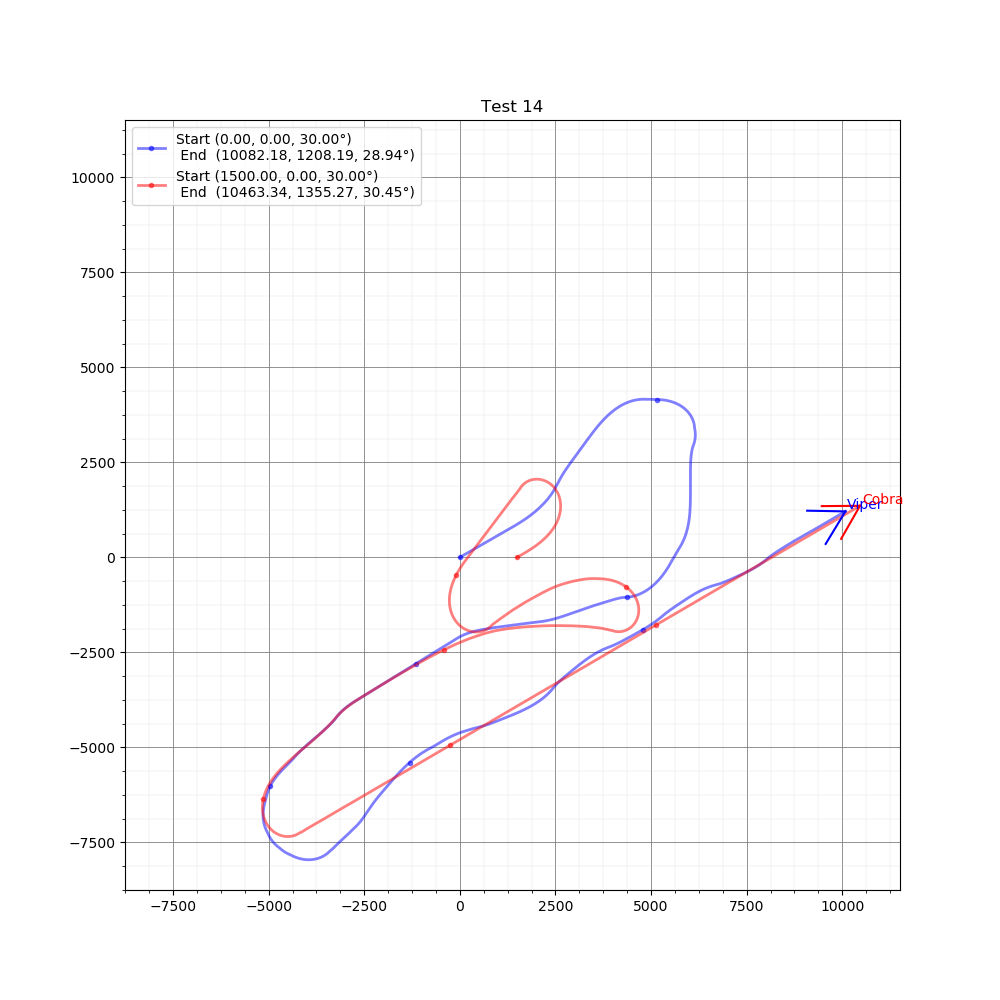 Test 14
Start (0.00, 0.00, 30.00°)
End (10082.18, 1208.19, 28.94°)
Start (1500.00, 0.00, 30.00°)
End (10463.34, 1355.27, 30.45°)
10000
7500
5000
2500
0
−2500
−5000
−7500
Cobra
Viper
−7500
−5000
−2500
0
2500
5000
7500
10000